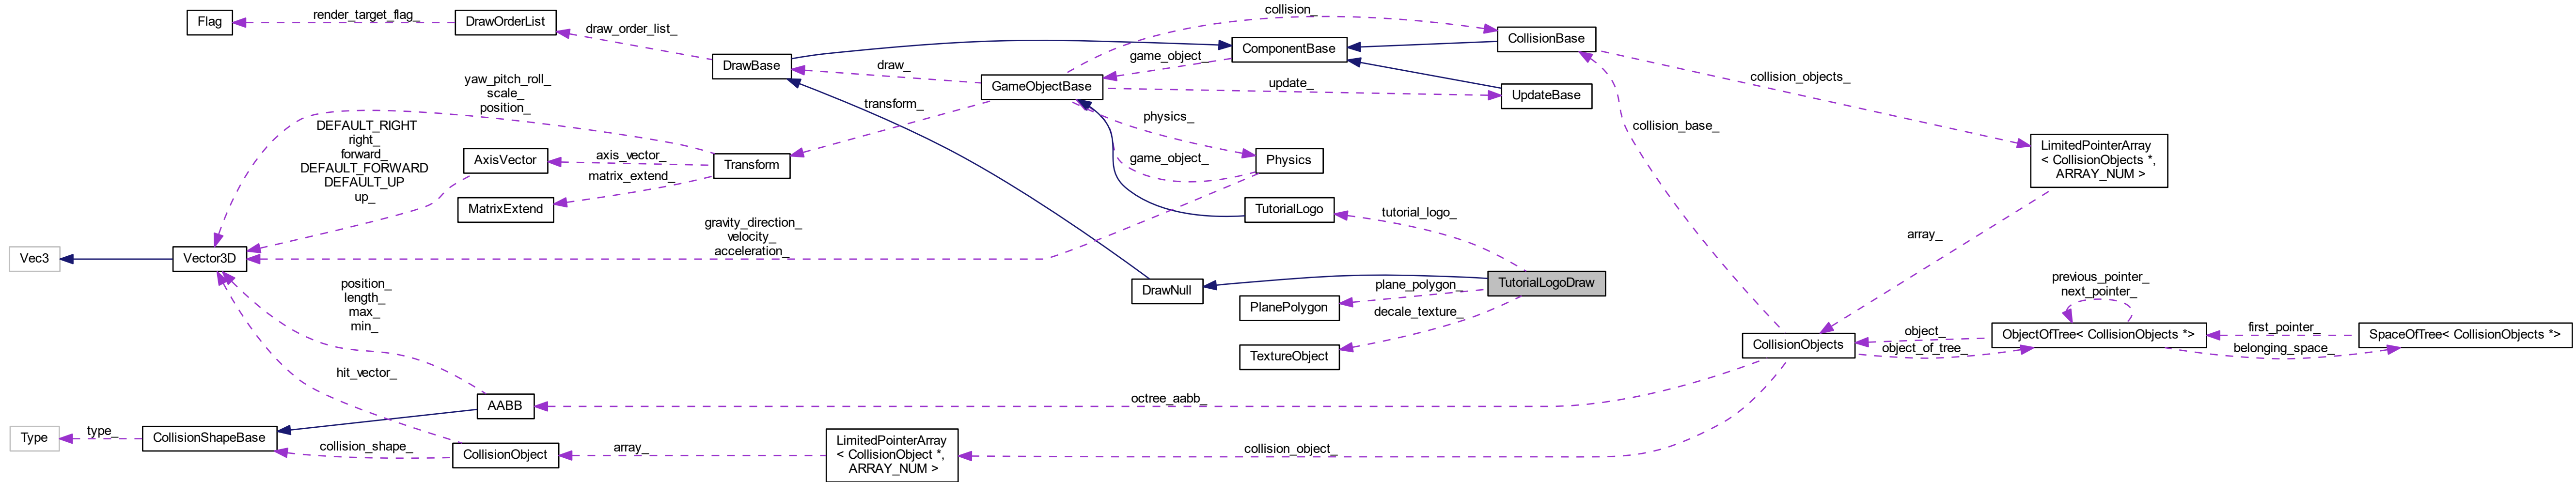 Flag
render_target_flag_
DrawOrderList
draw_order_list_
DrawBase
draw_
GameObjectBase
collision_
ComponentBase
game_object_
CollisionBase
update_
UpdateBase
collision_objects_
LimitedPointerArray
< CollisionObjects *,
ARRAY_NUM >
yaw_pitch_roll_
scale_
position_
transform_
physics_
collision_base_
DEFAULT_RIGHT
right_
forward_
DEFAULT_FORWARD
DEFAULT_UP
up_
AxisVector
axis_vector_
matrix_extend_
Transform
MatrixExtend
game_object_
Physics
TutorialLogo
tutorial_logo_
gravity_direction_
velocity_
acceleration_
array_
Vec3
Vector3D
DrawNull
TutorialLogoDraw
plane_polygon_
PlanePolygon
decale_texture_
TextureObject
previous_pointer_
next_pointer_
position_
length_
max_
min_
CollisionObjects
object_
object_of_tree_
ObjectOfTree< CollisionObjects *>
first_pointer_
belonging_space_
SpaceOfTree< CollisionObjects *>
hit_vector_
AABB
octree_aabb_
Type
type_
CollisionShapeBase
collision_shape_
CollisionObject
array_
LimitedPointerArray
< CollisionObject *,
ARRAY_NUM >
collision_object_